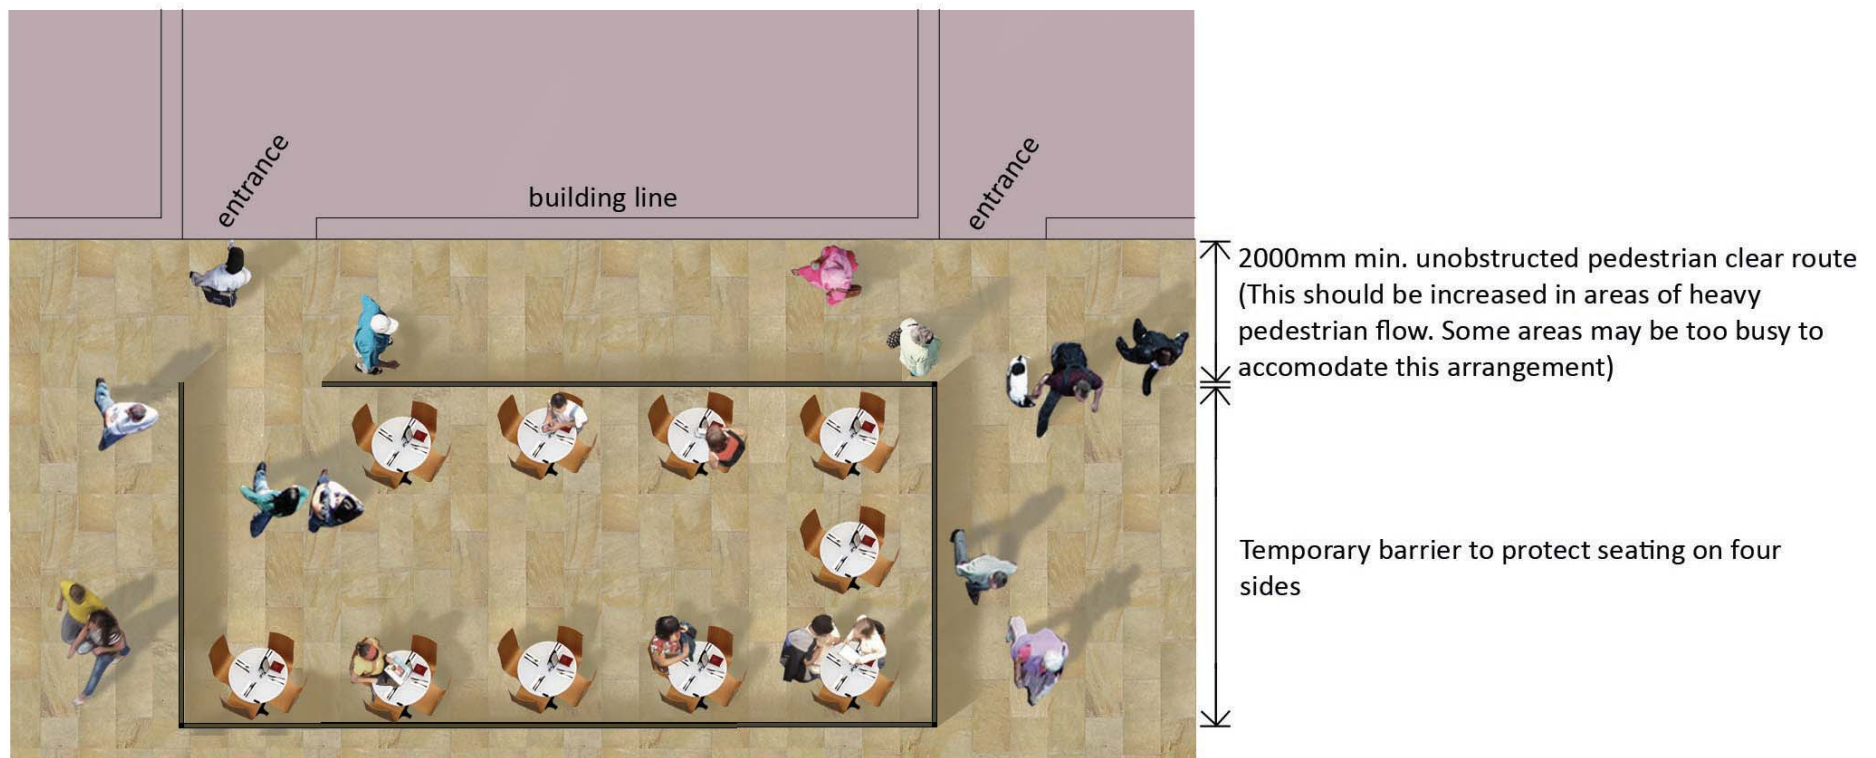 entrance
entrance
building line
2000mm min. unobstructed pedestrian clear route
(This should be increased in areas of heavy
pedestrian flow. Some areas may be too busy to
accomodate this arrangement)
Temporary barrier to protect seating on four
sides